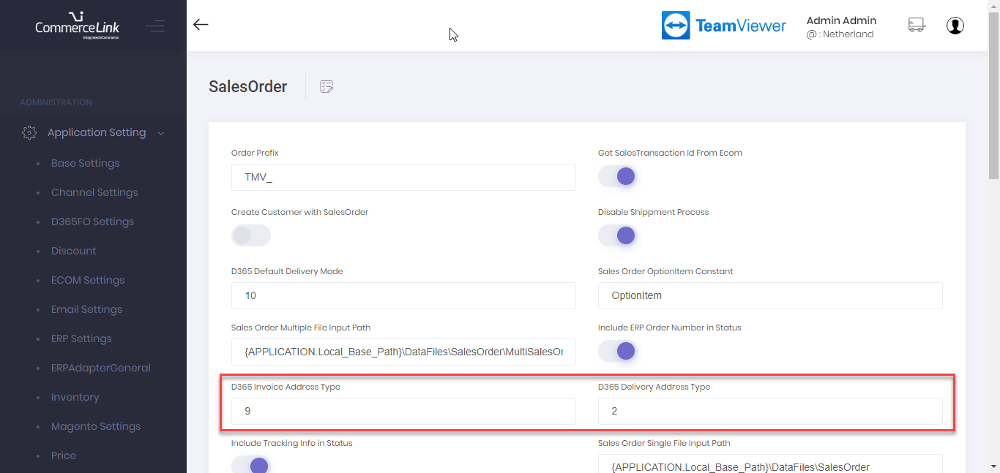 CommerceLink
Integrated eCommerce
TeamViewer
Admin Admin
@ : Netherland
SalesOrder
ADMINISTRATION
Application Setting
Base Settings
Channel Settings
D365FO Settings
Discount
ECOM Settings
Email Settings
ERP Settings
ERPAdapterGeneral
Inventory
Magento Settings
Price
Order Prefix
TMV_
Get SalesTransaction Id From Ecom
Create Customer with SalesOrder
Disable Shippment Process
D365 Default Delivery Mode
10
Sales Order OptionItem Constant
OptionItem
Sales Order Multiple File Input Path
{APPLICATION.Local_Base_Path}\DataFiles\SalesOrder\MultiSalesOr
Include ERP Order Number in Status
D365 Invoice Address Type
9
D365 Delivery Address Type
2
Include Tracking Info in Status
Sales Order Single File Input Path
{APPLICATION.Local_Base_Path}\DataFiles\SalesOrder